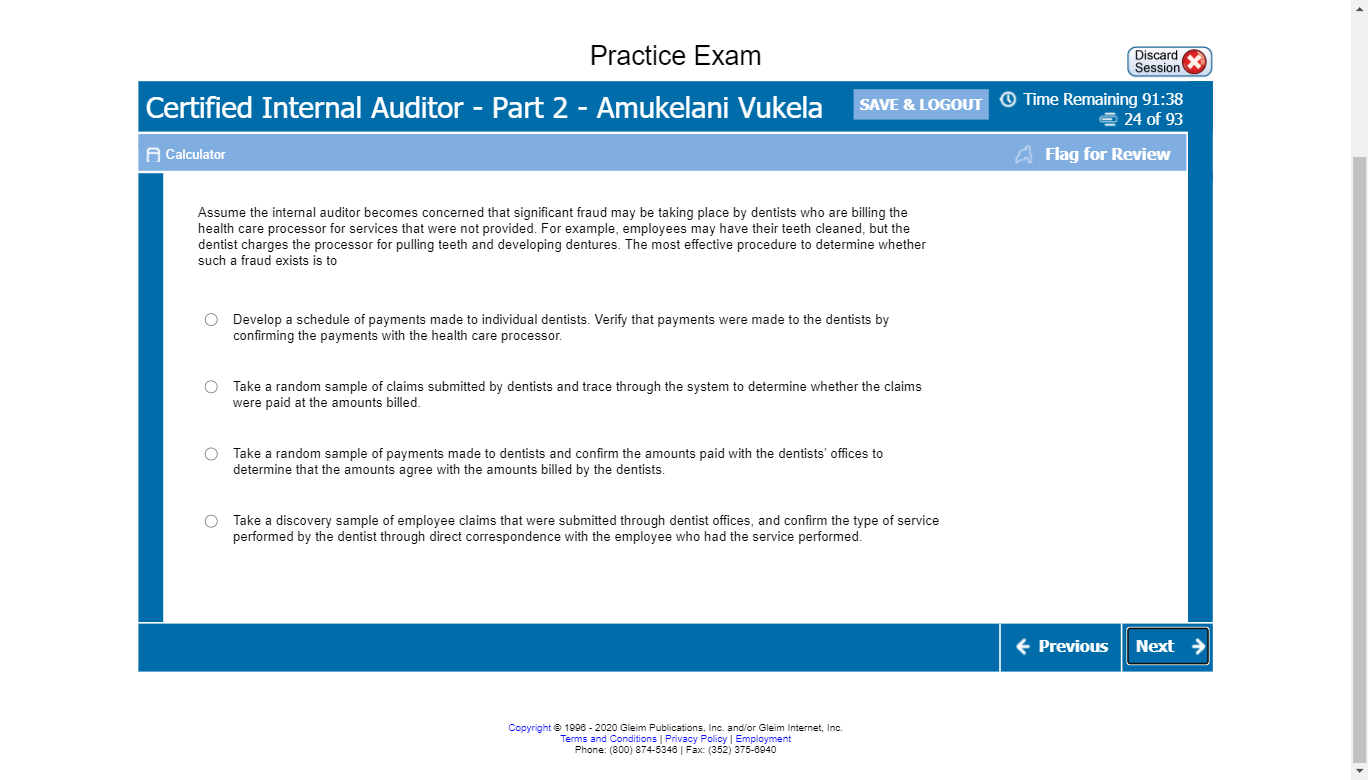 Practice Exam
Discard
Session
Certified Internal Auditor - Part 2 - Amukelani Vukela
SAVE & LOGOUT
Time Remaining 91:38
24 of 93
Calculator
Flag for Review
Assume the internal auditor becomes concerned that significant fraud may be taking place by dentists who are billing the
health care processor for services that were not provided. For example, employees may have their teeth cleaned, but the
dentist charges the processor for pulling teeth and developing dentures. The most effective procedure to determine whether
such a fraud exists is to
Develop a schedule of payments made to individual dentists. Verify that payments were made to the dentists by
confirming the payments with the health care processor.
Take a random sample of claims submitted by dentists and trace through the system to determine whether the claims
were paid at the amounts billed.
Take a random sample of payments made to dentists and confirm the amounts paid with the dentists' offices to
determine that the amounts agree with the amounts billed by the dentists.
Take a discovery sample of employee claims that were submitted through dentist offices, and confirm the type of service
performed by the dentist through direct correspondence with the employee who had the service performed.
Previous
Next
Copyright © 1996 - 2020 Gleim Publications, Inc. and/or Gleim Internet, Inc.
Terms and Conditions | Privacy Policy | Employment
Phone: (800) 874-5346 | Fax: (352) 375-6940